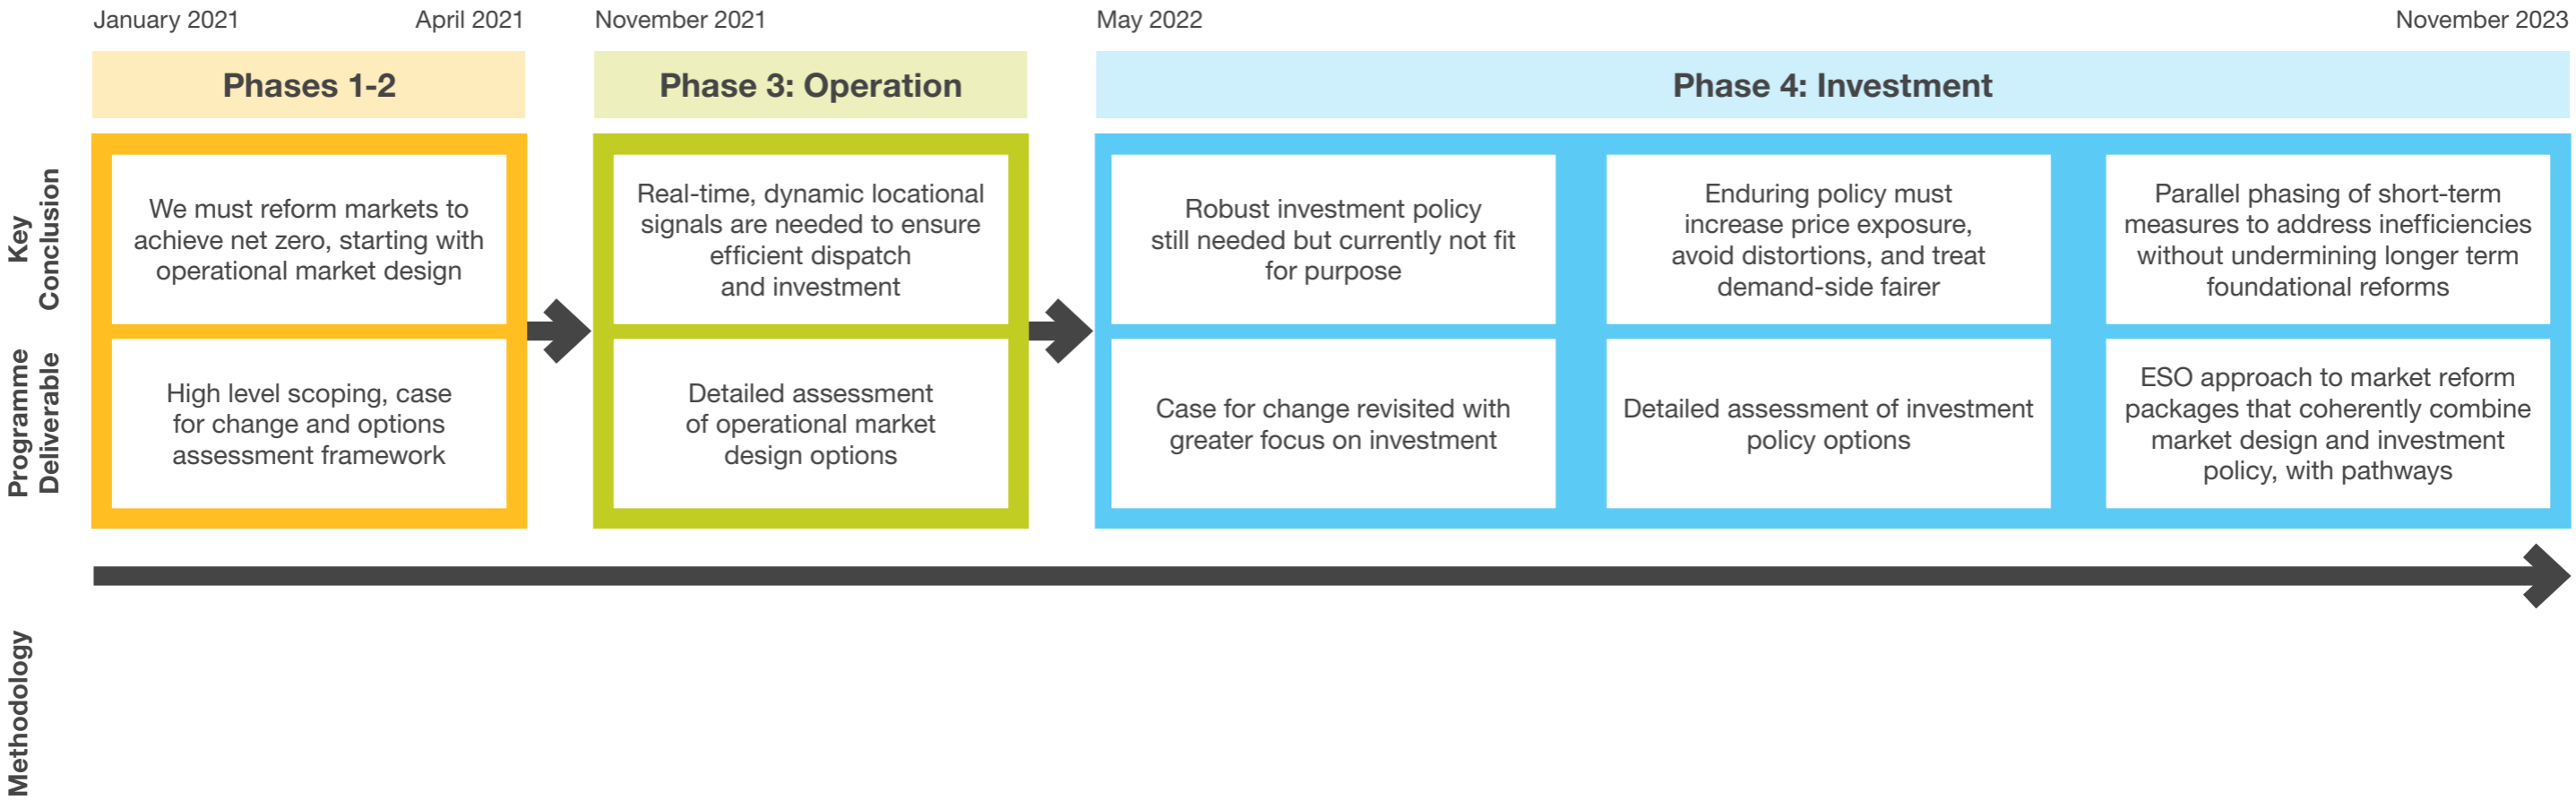 January 2021
April 2021
November 2021
May 2022
November 2023
Phases 1-2
Phase 3: Operation
Phase 4: Investment
Key
Conclusion
We must reform markets to
achieve net zero, starting with
operational market design
Real-time, dynamic locational
signals are needed to ensure
efficient dispatch
and investment
Robust investment policy
still needed but currently not fit
for purpose
Enduring policy must
increase price exposure,
avoid distortions, and treat
demand-side fairer
Parallel phasing of short-term
measures to address inefficiencies
without undermining longer term
foundational reforms
Programme
Deliverable
High level scoping, case
for change and options
assessment framework
Detailed assessment
of operational market
design options
Case for change revisited with
greater focus on investment
Detailed assessment of investment
policy options
ESO approach to market reform
packages that coherently combine
market design and investment
policy, with pathways
Methodology